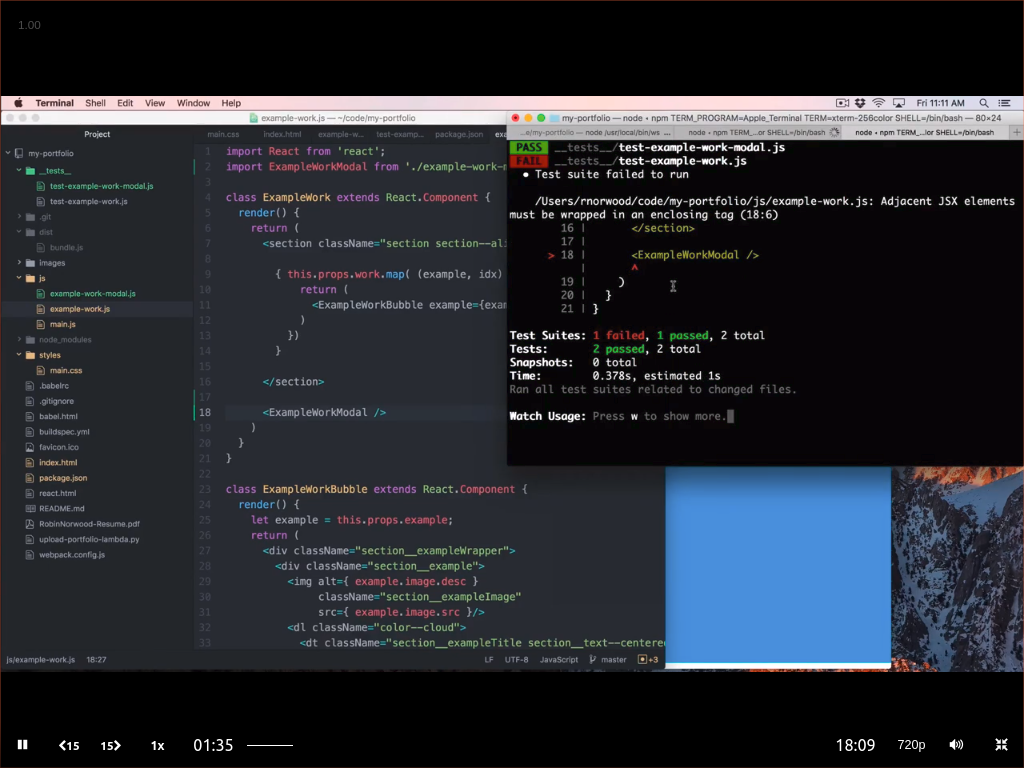 1.00
Terminal Shell Edit View Window Help
Fri 11:11 AM
example-work.js — ~/code/my-portfolio
Project
main.css index.html example-w... test-examp... package.json
my-portfolio
__tests__
test-example-work-modal.js
test-example-work.js
.git
dist
bundle.js
images
js
example-work-modal.js
example-work.js
main.js
node_modules
styles
main.css
.babelrc
.gitignore
babel.html
buildspec.yml
favicon.ico
index.html
package.json
react.html
README.md
RobinNorwood-Resume.pdf
upload-portfolio-lambda.py
webpack.config.js
1 import React from 'react';
2 import ExampleWorkModal from './example-work-
3
4 class ExampleWork extends React.Component {
5 render() {
6 return (
7 <section className="section section--ali
8
9 { this.props.work.map( (example, idx)
10 return (
11 <ExampleWorkBubble example={exam
12 )
13 })
14 }
15
16 </section>
17
18 <ExampleWorkModal />
19 )
20 }
21 }
22
23 class ExampleWorkBubble extends React.Component {
24 render() {
25 let example = this.props.example;
26 return (
27 <div className="section__exampleWrapper">
28 <div className="section__example">
29 <img alt={ example.image.desc }
30 className="section__exampleImage"
31 src={ example.image.src }/>
32 <dl className="color--cloud">
33 <dt className="section__exampleTitle section__text--centered
js/example-work.js 18:27
LF UTF-8 JavaScript master +3
my-portfolio — node • npm TERM_PROGRAM=Apple_Terminal TERM=xterm-256color SHELL=/bin/bash — 80×24
...e/my-portfolio — node /usr/local/bin/ws ... node • npm TERM_...or SHELL=/bin/bash node • npm TERM_...lor SHELL=/bin/bash
PASS __tests__/test-example-work-modal.js
FAIL __tests__/test-example-work.js
● Test suite failed to run
/Users/rnorwood/code/my-portfolio/js/example-work.js: Adjacent JSX elements
must be wrapped in an enclosing tag (18:6)
16 | </section>
17 |
> 18 | <ExampleWorkModal />
^
19 | )
20 | }
21 | }
Test Suites: 1 failed, 1 passed, 2 total
Tests: 2 passed, 2 total
Snapshots: 0 total
Time: 0.378s, estimated 1s
Ran all test suites related to changed files.
Watch Usage: Press w to show more.
15 15 1x 01:35 18:09 720p